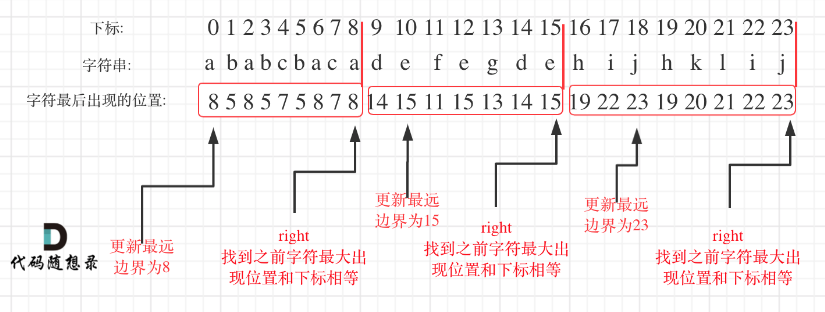 下标: 0 1 2 3 4 5 6 7 8 9 10 11 12 13 14 15 16 17 18 19 20 21 22 23
字符串: a b a b c b a c a d e f e g d e h i j h k l i j
字符最后出现的位置: 8 5 8 5 7 5 8 7 8 14 15 11 15 13 14 15 19 22 23 19 20 21 22 23
更新最远
边界为8
right
找到之前字符最大出
现位置和下标相等
更新最远
边界为15
right
找到之前字符最大出
现位置和下标相等
更新最远
边界为23
right
找到之前字符最大出
现位置和下标相等
代码随想录